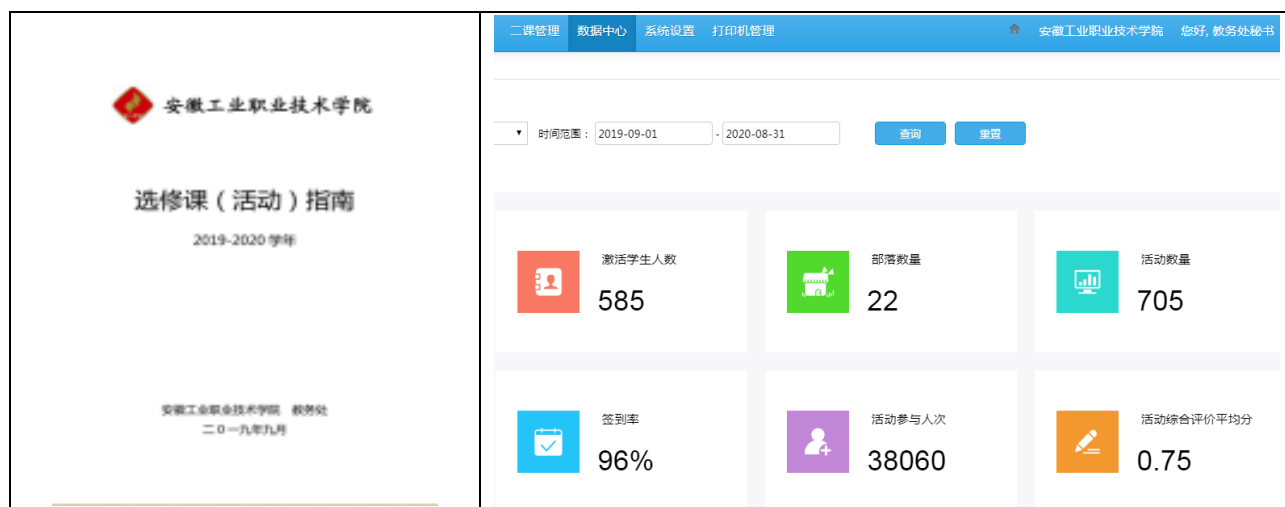 安徽工业职业技术学院
选修课（活动）指南
2019-2020 学年
安徽工业职业技术学院 教务处
二0一九年九月
二课管理 数据中心 系统设置 打印机管理 安徽工业职业技术学院 您好, 教务处秘书
时间范围： 2019-09-01 - 2020-08-31 查询 重置
激活学生人数
585
部落数量
22
活动数量
705
签到率
96%
活动参与人次
38060
活动综合评价平均分
0.75